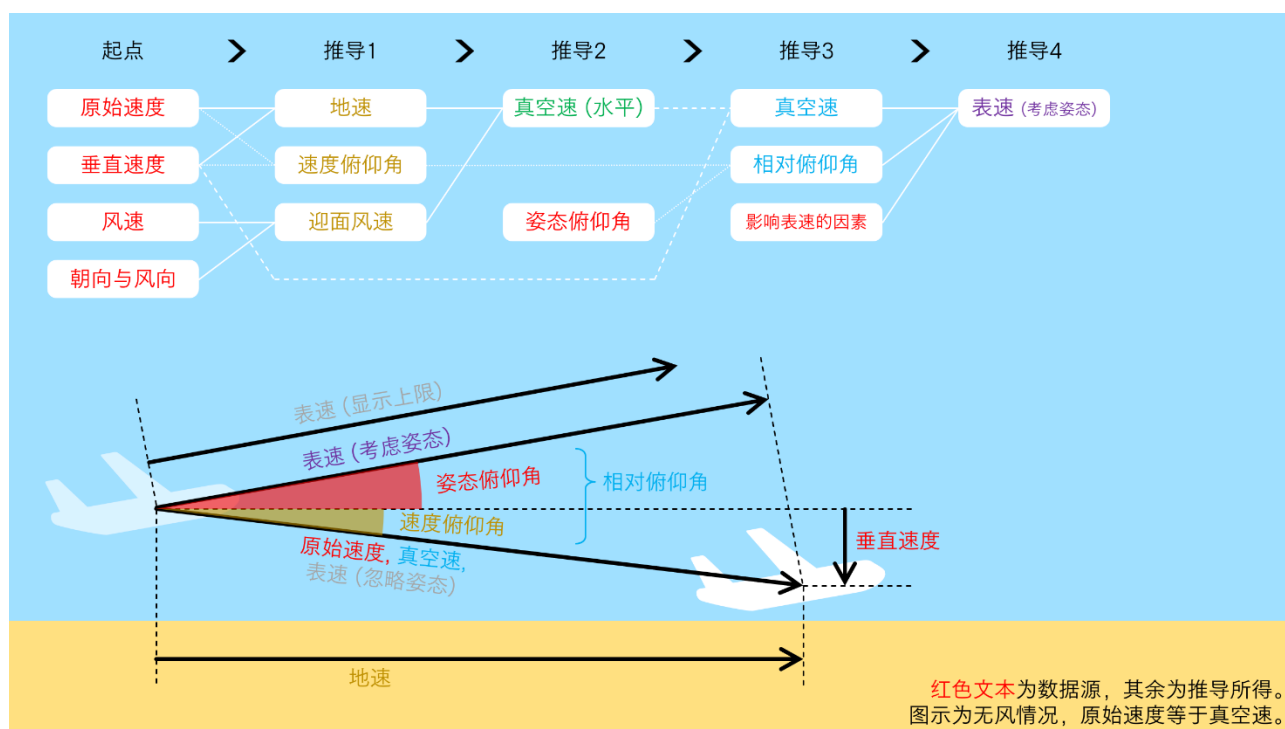 起点 推导1 推导2 推导3 推导4
原始速度 地速 真空速 (水平) 真空速 表速 (考虑姿态)
垂直速度 速度俯仰角 相对俯仰角
风速 迎面风速 姿态俯仰角 影响表速的因素
朝向与风向
表速 (显示上限)
表速 (考虑姿态)
姿态俯仰角
相对俯仰角
速度俯仰角
原始速度, 真空速,
表速 (忽略姿态)
垂直速度
地速
红色文本为数据源，其余为推导所得。
图示为无风情况，原始速度等于真空速。